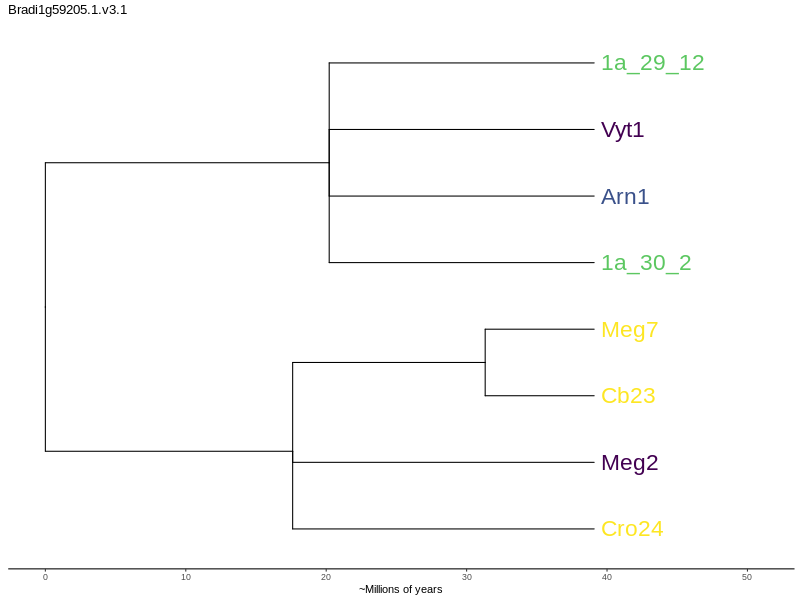 Bradi1g59205.1.v3.1
1a_29_12
Vyt1
Arn1
1a_30_2
Meg7
Cb23
Meg2
Cro24
0 10 20 30 40 50
~Millions of years